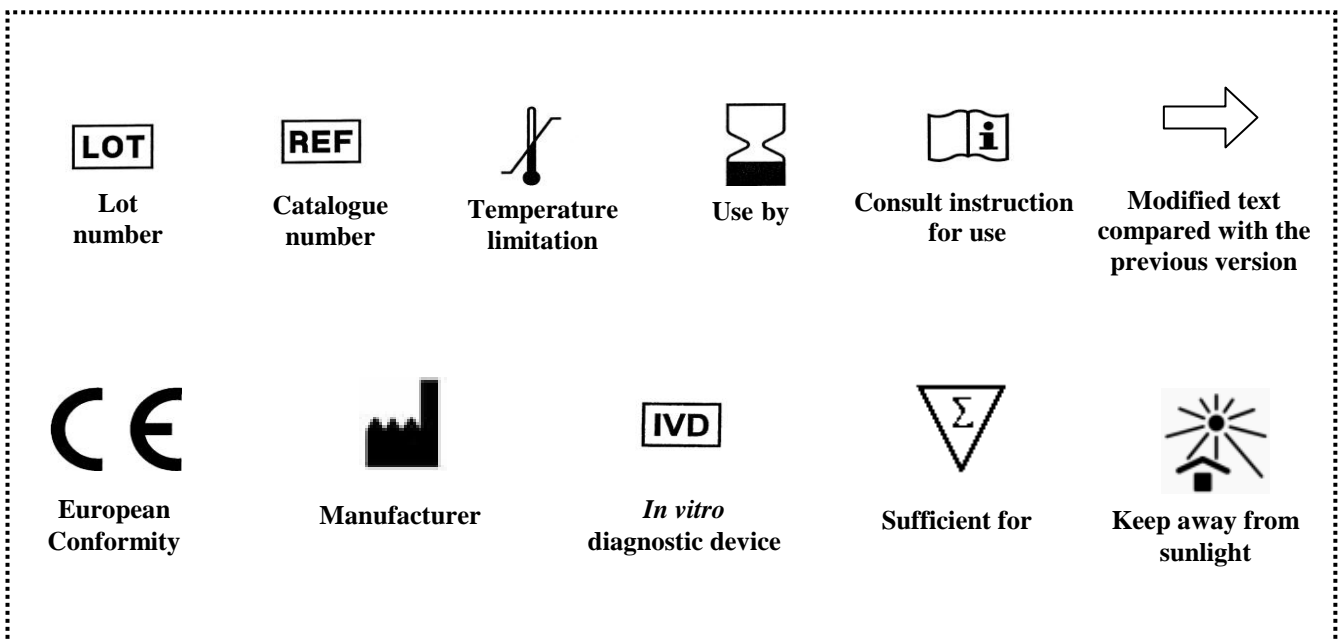 LOT
REF
i
Lot
number
Catalogue
number
Temperature
limitation
Use by
Consult instruction
for use
Modified text
compared with the
previous version
CE
IVD
Σ
European
Conformity
Manufacturer
In vitro
diagnostic device
Sufficient for
Keep away from
sunlight